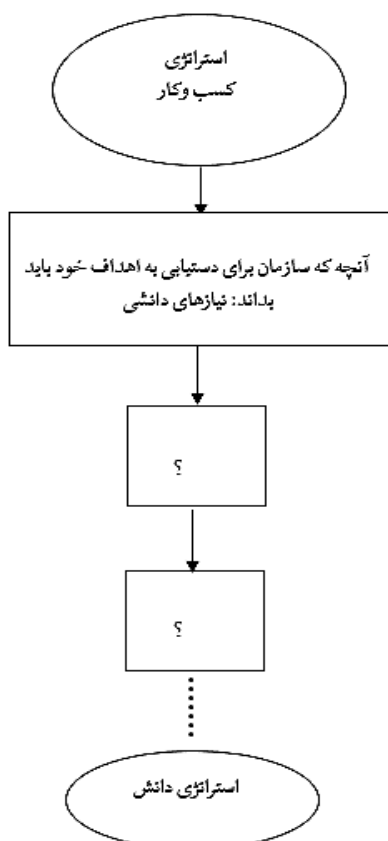 استراتژی
کسب وکار
آنچه که سازمان برای دستیابی به اهداف خود باید
بداند: نیازهای دانشی
؟
؟
استراتژی دانش